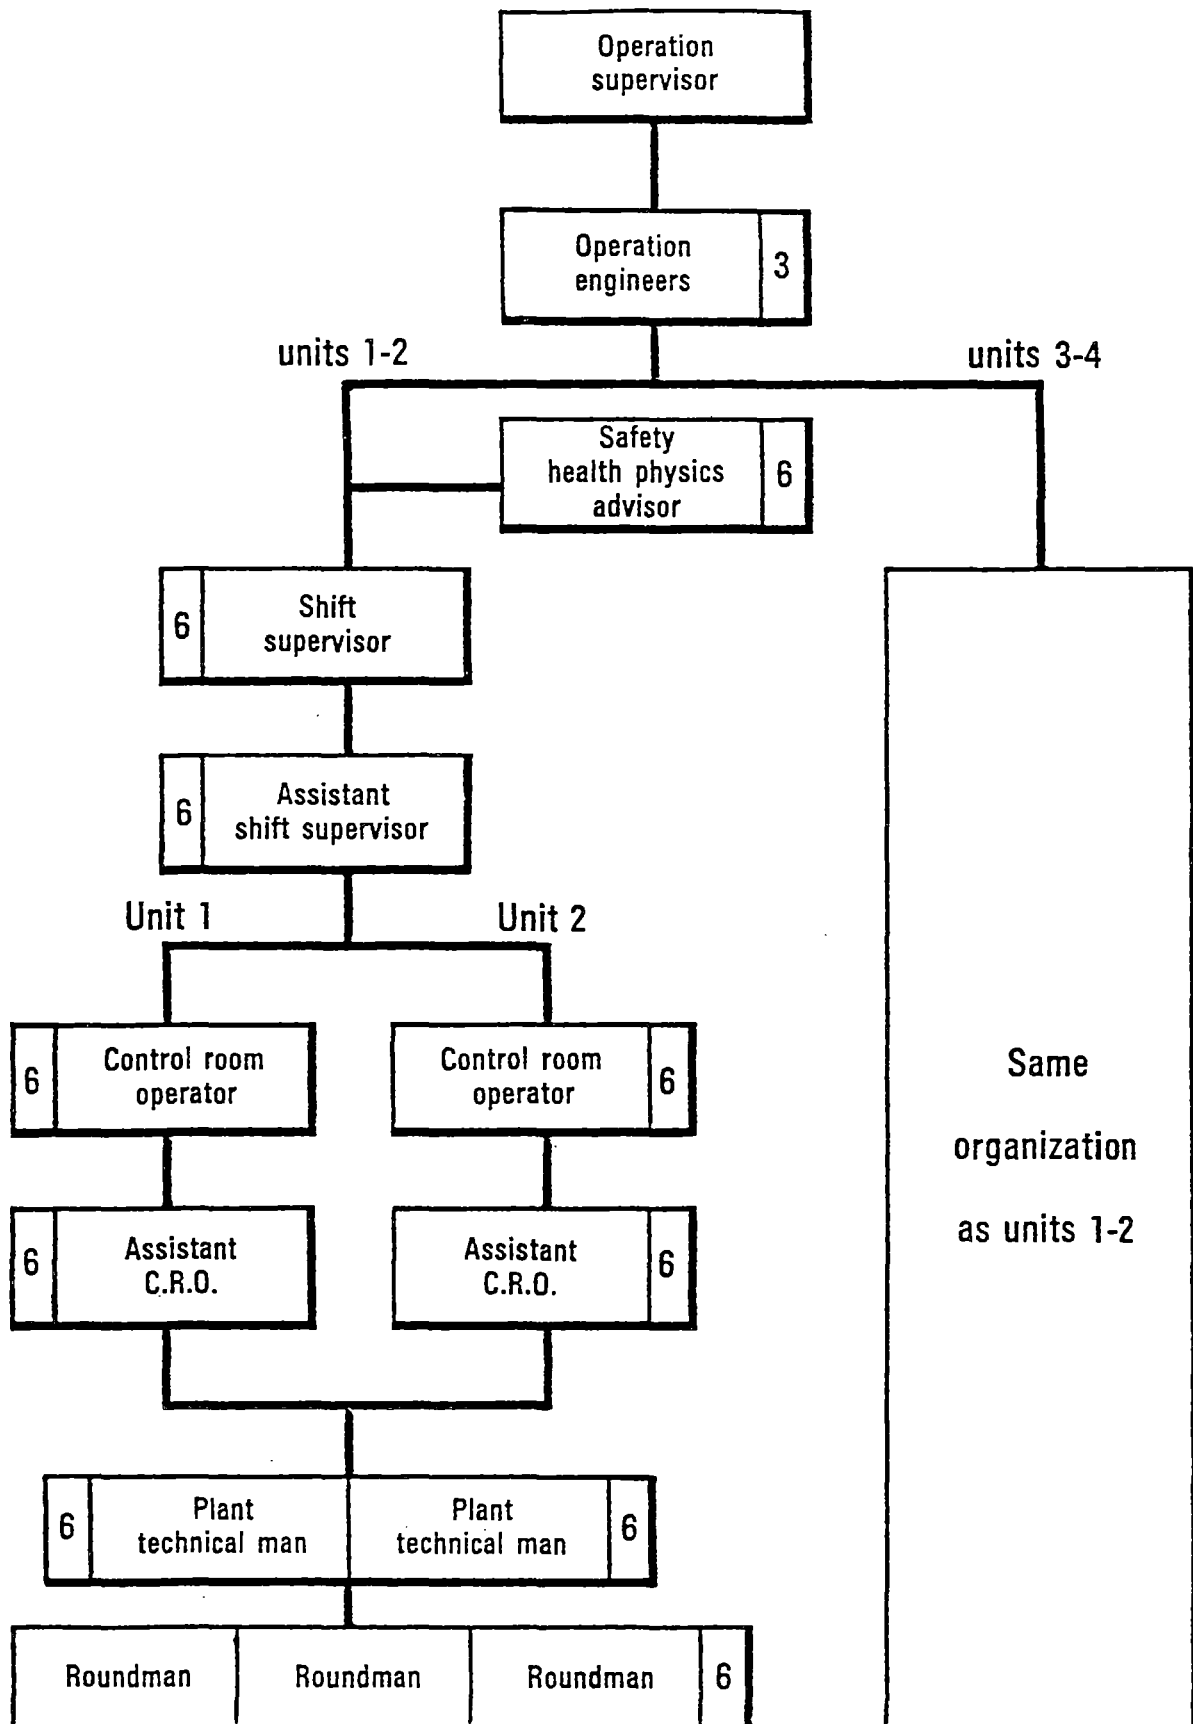 Operation
supervisor
Operation
engineers
3
units 1-2
units 3-4
Safety
health physics
advisor
6
6
Shift
supervisor
6
Assistant
shift supervisor
Unit 1
Unit 2
6
Control room
operator
Control room
operator
6
6
Assistant
C.R.O.
Assistant
C.R.O.
6
Same
organization
as units 1-2
6
Plant
technical man
Plant
technical man
6
Roundman
Roundman
Roundman
6